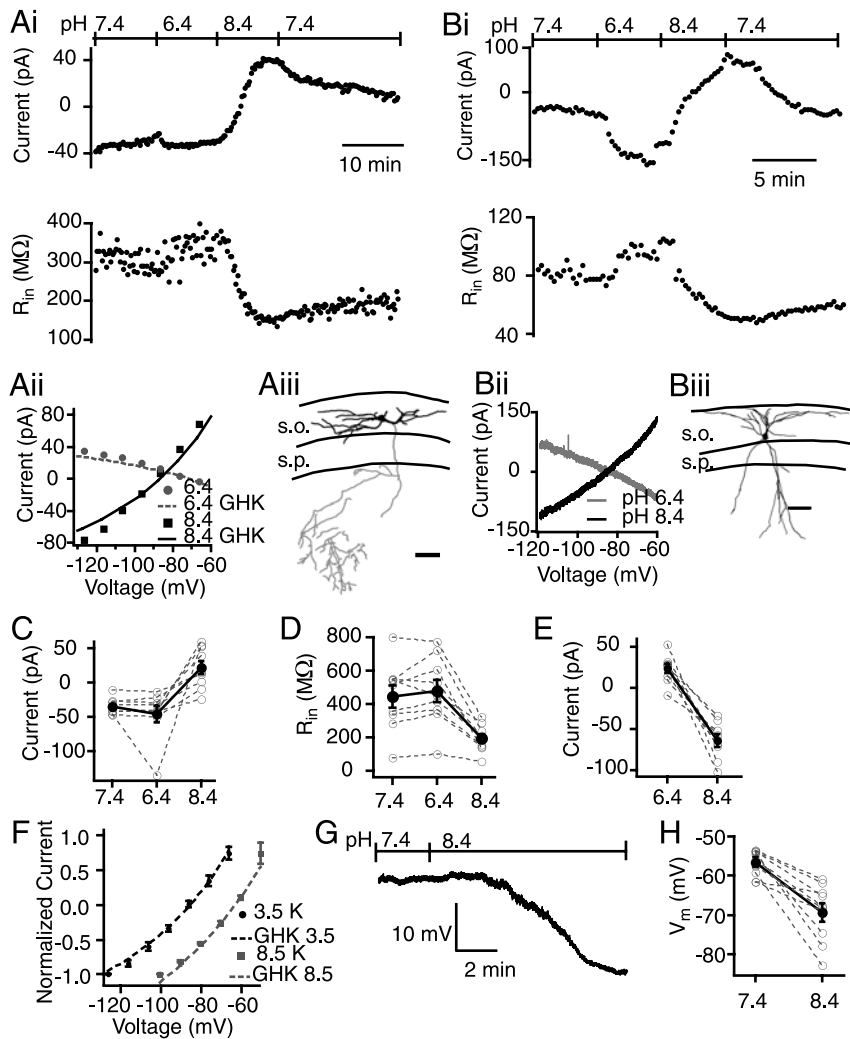 Ai
pH 7.4 6.4 8.4 7.4
Current (pA)
40
0
-40
10 min
Rin (MΩ)
400
300
200
100
Bi
pH 7.4 6.4 8.4 7.4
Current (pA)
100
0
-150
5 min
Rin (MΩ)
120
80
40
Aii
Current (pA)
80
40
0
-40
-80
6.4
6.4 GHK
8.4
8.4 GHK
-120 -100 -80 -60
Voltage (mV)
Aiii
s.o.
s.p.
Bii
Current (pA)
150
0
-150
pH 6.4
pH 8.4
-120 -100 -80 -60
Voltage (mV)
Biii
s.o.
s.p.
C
Current (pA)
50
0
-50
-100
7.4 6.4 8.4
D
Rin (MΩ)
800
600
400
200
0
7.4 6.4 8.4
E
Current (pA)
50
0
-50
-100
6.4 8.4
F
Normalized Current
1.0
0.5
0.0
-0.5
-1.0
3.5 K
GHK 3.5
8.5 K
GHK 8.5
-120 -100 -80 -60
Voltage (mV)
G
pH 7.4 8.4
10 mV
2 min
H
Vm (mV)
-50
-60
-70
-80
7.4 8.4